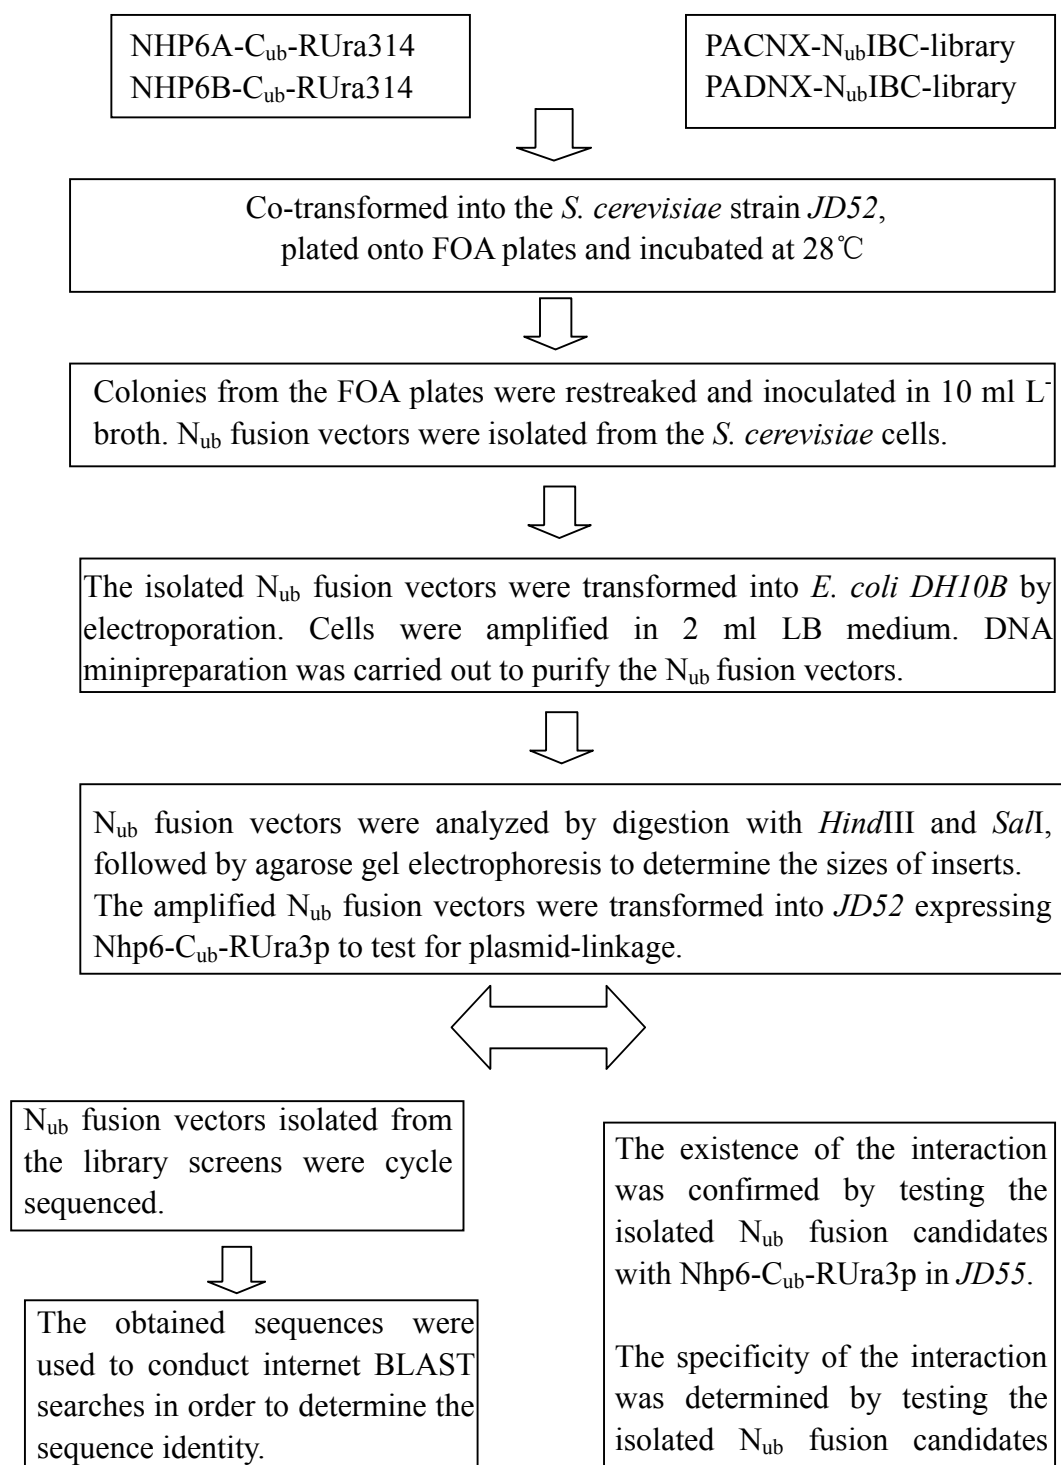 NHP6A-Cub-RUra314
NHP6B-Cub-RUra314
PACNX-NubIBC-library
PADNX-NubIBC-library
Co-transformed into the S. cerevisiae strain JD52,
plated onto FOA plates and incubated at 28℃
Colonies from the FOA plates were restreaked and inoculated in 10 ml L-
broth. Nub fusion vectors were isolated from the S. cerevisiae cells.
The isolated Nub fusion vectors were transformed into E. coli DH10B by
electroporation. Cells were amplified in 2 ml LB medium. DNA
minipreparation was carried out to purify the Nub fusion vectors.
Nub fusion vectors were analyzed by digestion with HindIII and SalI,
followed by agarose gel electrophoresis to determine the sizes of inserts.
The amplified Nub fusion vectors were transformed into JD52 expressing
Nhp6-Cub-RUra3p to test for plasmid-linkage.
Nub fusion vectors isolated from
the library screens were cycle
sequenced.
The obtained sequences were
used to conduct internet BLAST
searches in order to determine the
sequence identity.
The existence of the interaction
was confirmed by testing the
isolated Nub fusion candidates
with Nhp6-Cub-RUra3p in JD55.
The specificity of the interaction
was determined by testing the
isolated Nub fusion candidates